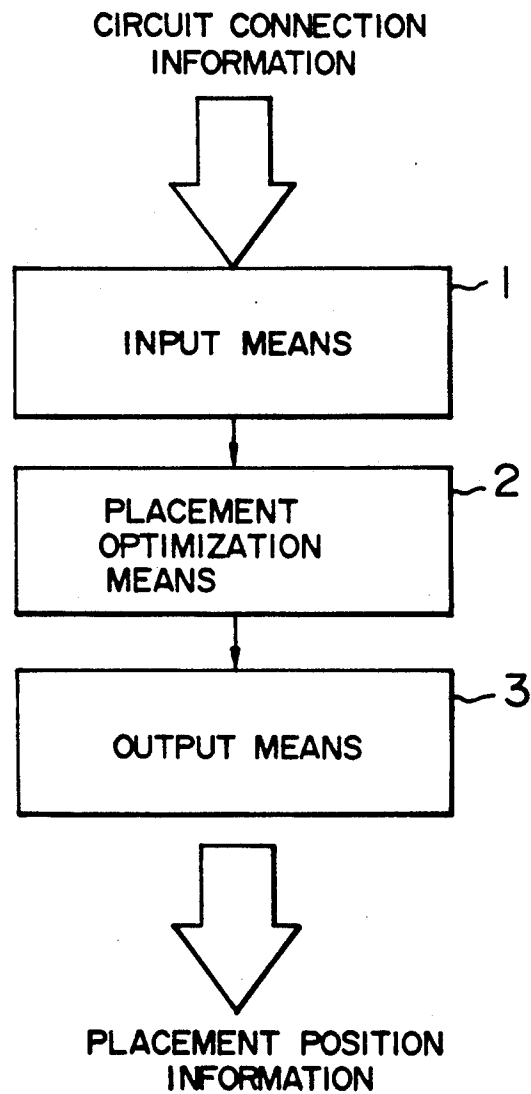 CIRCUIT CONNECTION
INFORMATION
1
INPUT MEANS
2
PLACEMENT
OPTIMIZATION
MEANS
3
OUTPUT MEANS
PLACEMENT POSITION
INFORMATION